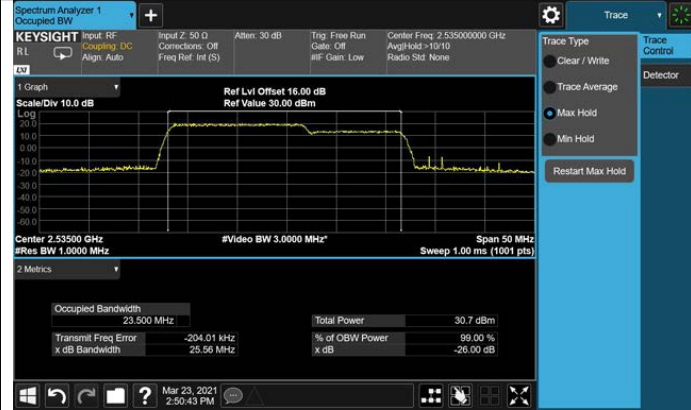 Spectrum Analyzer 1
Occupied BW
Trace
KEYSIGHT
RL
LXI
Input: RF
Coupling: DC
Align: Auto
Input Z: 50 Ω
Corrections: Off
Freq Ref: Int (S)
Atten: 30 dB
Trig: Free Run
Gate: Off
#IF Gain: Low
Center Freq: 2.535000000 GHz
Avg|Hold:>10/10
Radio Std: None
Trace Type
Clear / Write
Trace Average
Max Hold
Min Hold
Restart Max Hold
Trace
Control
Detector
1 Graph
Scale/Div 10.0 dB
Ref Lvl Offset 16.00 dB
Ref Value 30.00 dBm
Log
20.0
10.0
0.00
-10.0
-20.0
-30.0
-40.0
-50.0
-60.0
Center 2.53500 GHz
#Video BW 3.0000 MHz*
Span 50 MHz
#Res BW 1.0000 MHz
Sweep 1.00 ms (1001 pts)
2 Metrics
Occupied Bandwidth
23.500 MHz
Total Power 30.7 dBm
Transmit Freq Error -204.01 kHz
% of OBW Power 99.00 %
x dB Bandwidth 25.56 MHz
x dB -26.00 dB
?
Mar 23, 2021
2:50:43 PM